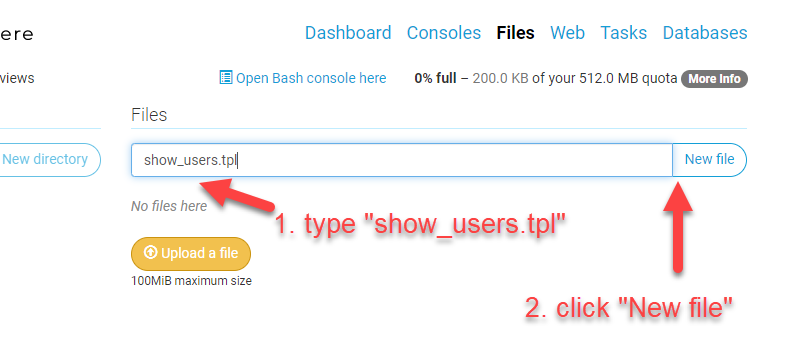 ere
Dashboard Consoles Files Web Tasks Databases
views
Open Bash console here
0% full – 200.0 KB of your 512.0 MB quota More Info
Files
New directory
show_users.tpl
New file
No files here
1. type "show_users.tpl"
Upload a file
100MiB maximum size
2. click "New file"